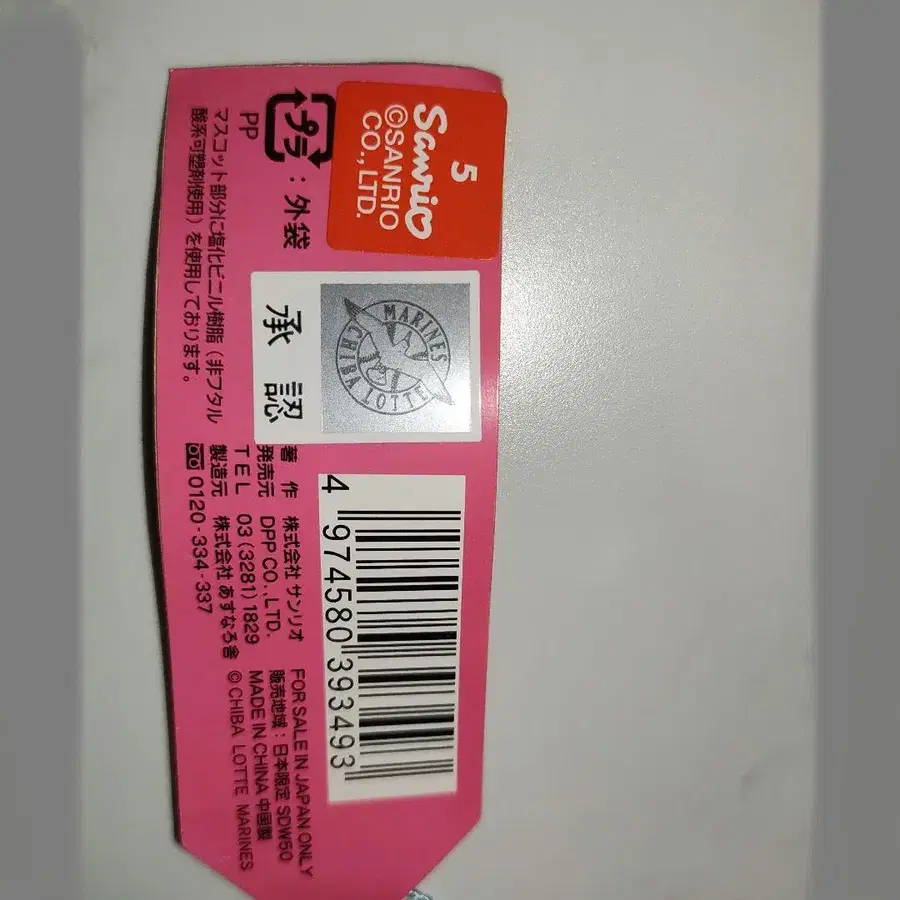 5
Sanrio
©SANRIO
CO., LTD.
プラ
:外袋
PP
マスコット部分に塩化ビニル樹脂(非フタル
酸系可塑剤使用)を使用しております。
MARINES
CHIBA LOTTE
承 認
4 974580 393493
著 作 株式会社 サンリオ
発売元 DPP CO., LTD.
TEL 03(3281)1829
製造元 株式会社 あすなろ舎
0120-334-337
FOR SALE IN JAPAN ONLY
販売地域:日本限定 SDW50
MADE IN CHINA 中国製
© CHIBA LOTTE MARINES